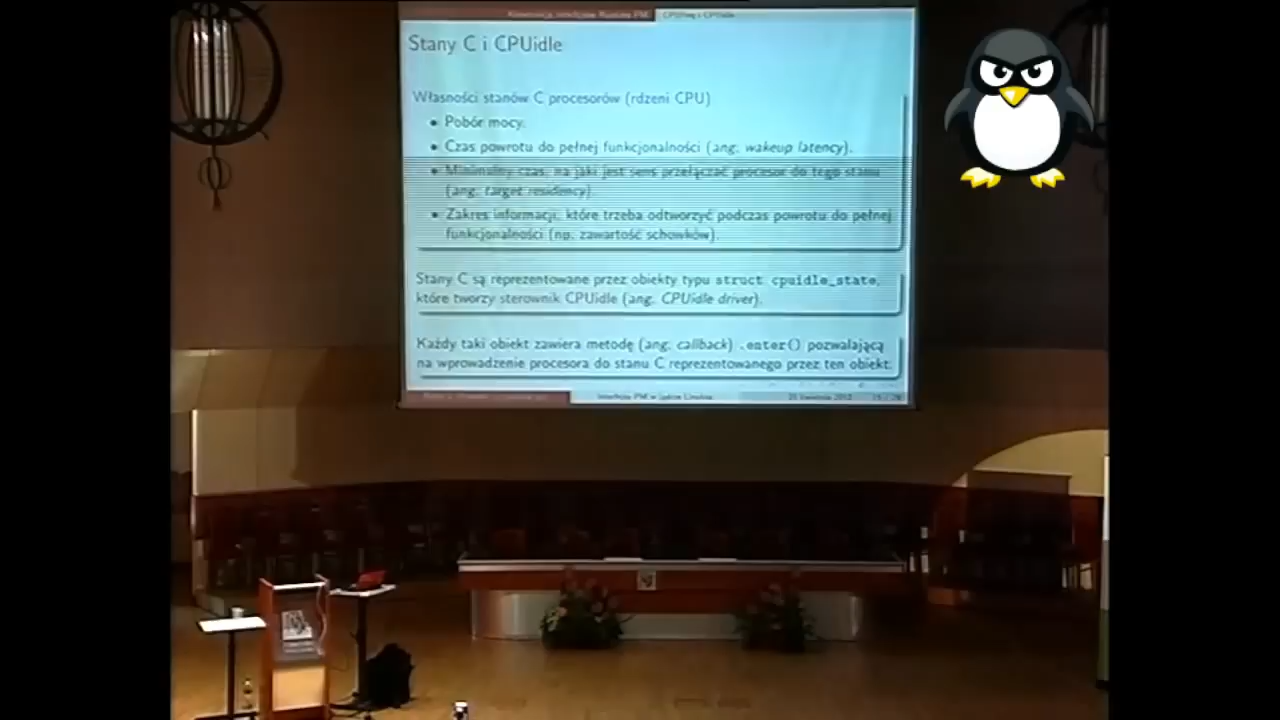 CPUfreq i CPUidle
Stany C i CPUidle
Własności stanów C procesorów (rdzeni CPU)
Pobór mocy.
Czas powrotu do pełnej funkcjonalności (ang. wakeup latency).
Minimalny czas, na jaki jest sens przełączać procesor do tego stanu
(ang. target residency).
Zakres informacji, które trzeba odtworzyć podczas powrotu do pełnej
funkcjonalności (np. zawartość schowków).
Stany C są reprezentowane przez obiekty typu struct cpuidle_state,
które tworzy sterownik CPUidle (ang. CPUidle driver).
Każdy taki obiekt zawiera metodę (ang. callback) .enter() pozwalającą
na wprowadzenie procesora do stanu C reprezentowanego przez ten obiekt.
Interfejsy PM w jądrze Linuksa